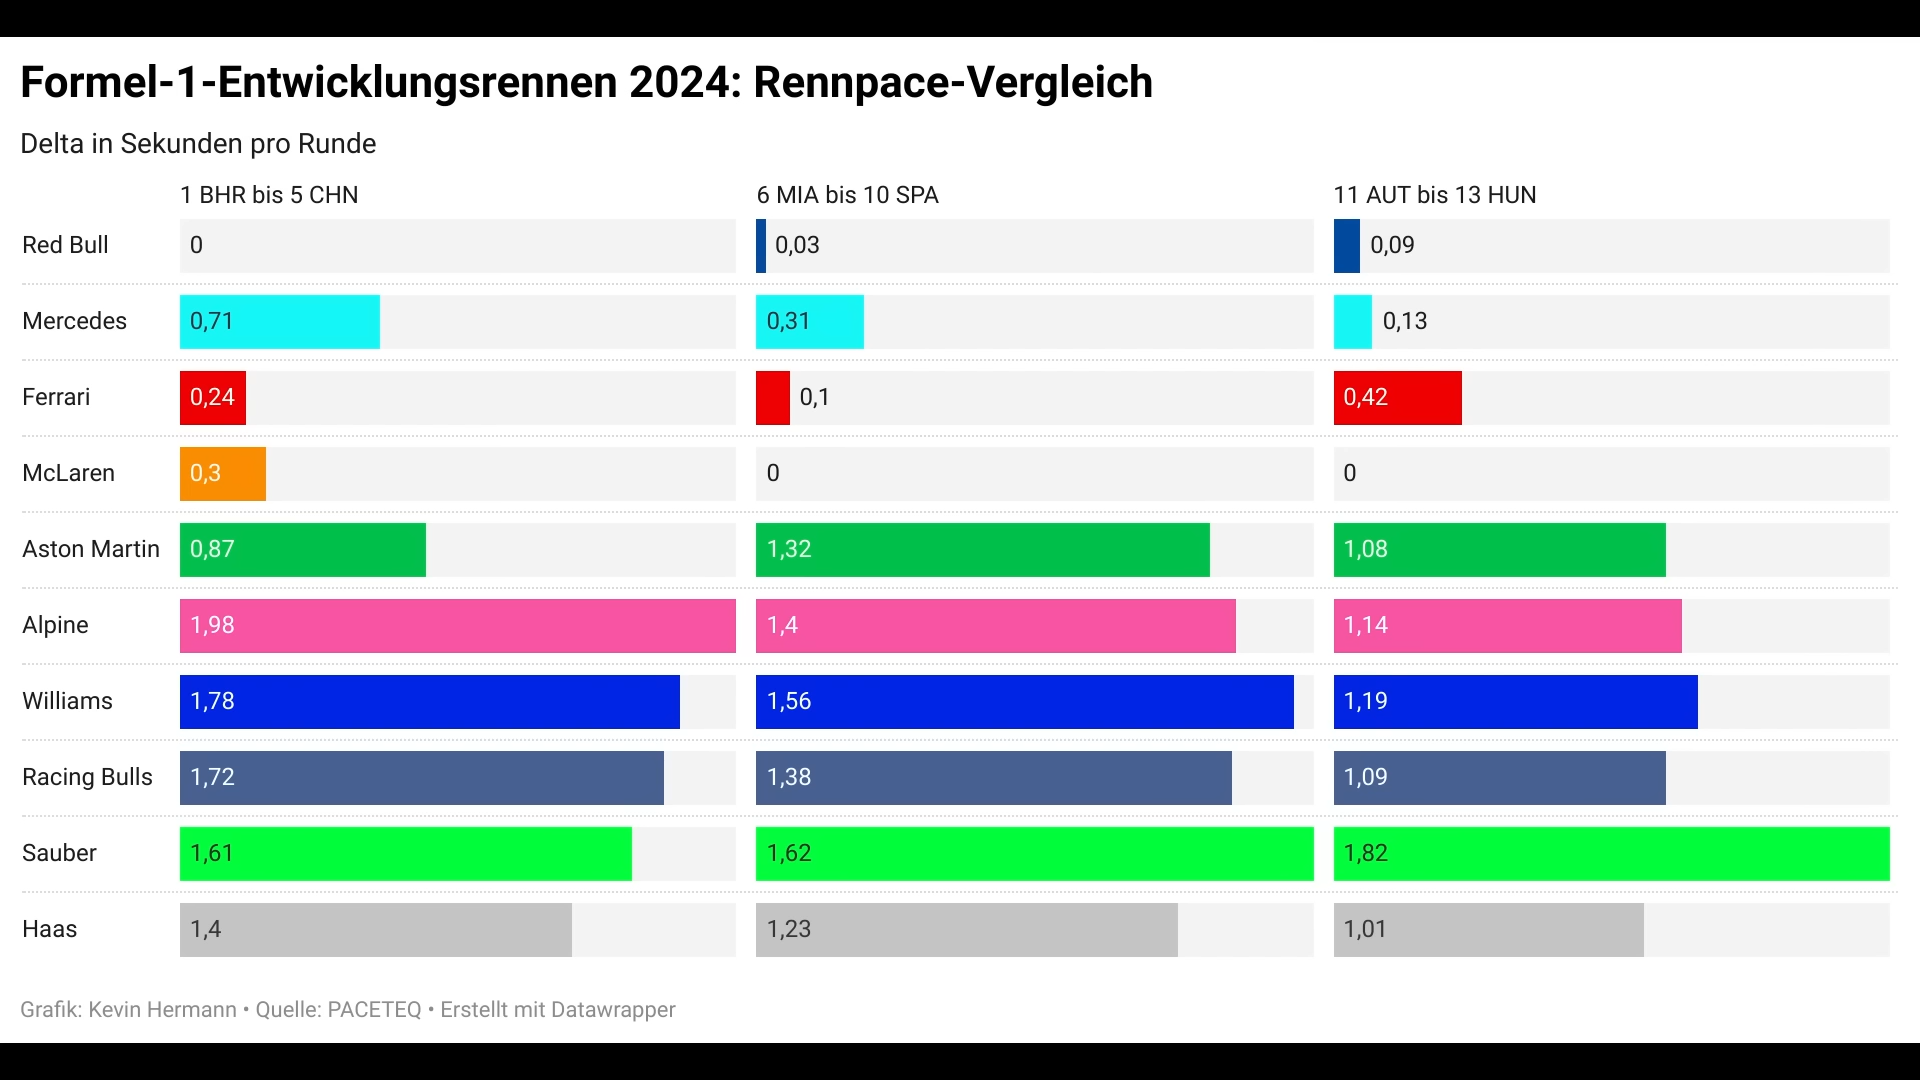 Formel-1-Entwicklungsrennen 2024: Rennpace-Vergleich
Delta in Sekunden pro Runde
1 BHR bis 5 CHN 6 MIA bis 10 SPA 11 AUT bis 13 HUN
Red Bull 0 0,03 0,09
Mercedes 0,71 0,31 0,13
Ferrari 0,24 0,1 0,42
McLaren 0,3 0 0
Aston Martin 0,87 1,32 1,08
Alpine 1,98 1,4 1,14
Williams 1,78 1,56 1,19
Racing Bulls 1,72 1,38 1,09
Sauber 1,61 1,62 1,82
Haas 1,4 1,23 1,01
Grafik: Kevin Hermann • Quelle: PACETEQ • Erstellt mit Datawrapper